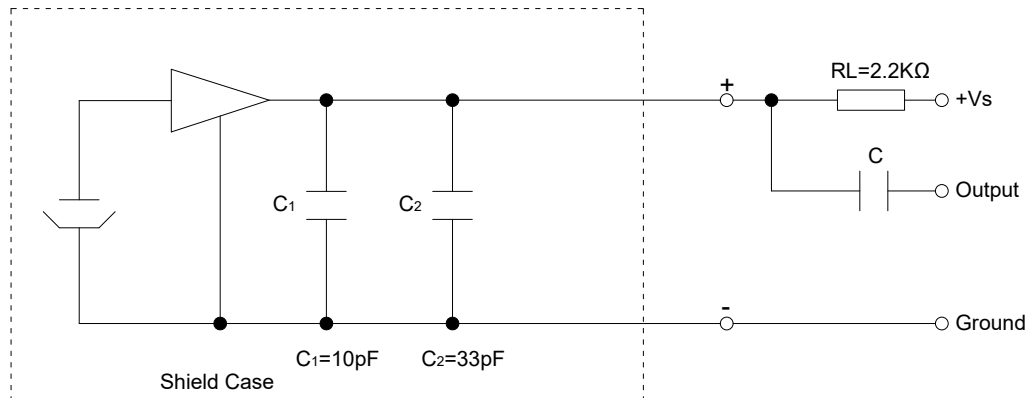 RL=2.2KΩ
+
+Vs
C
C1
C2
Output
-
Ground
C1=10pF
C2=33pF
Shield Case